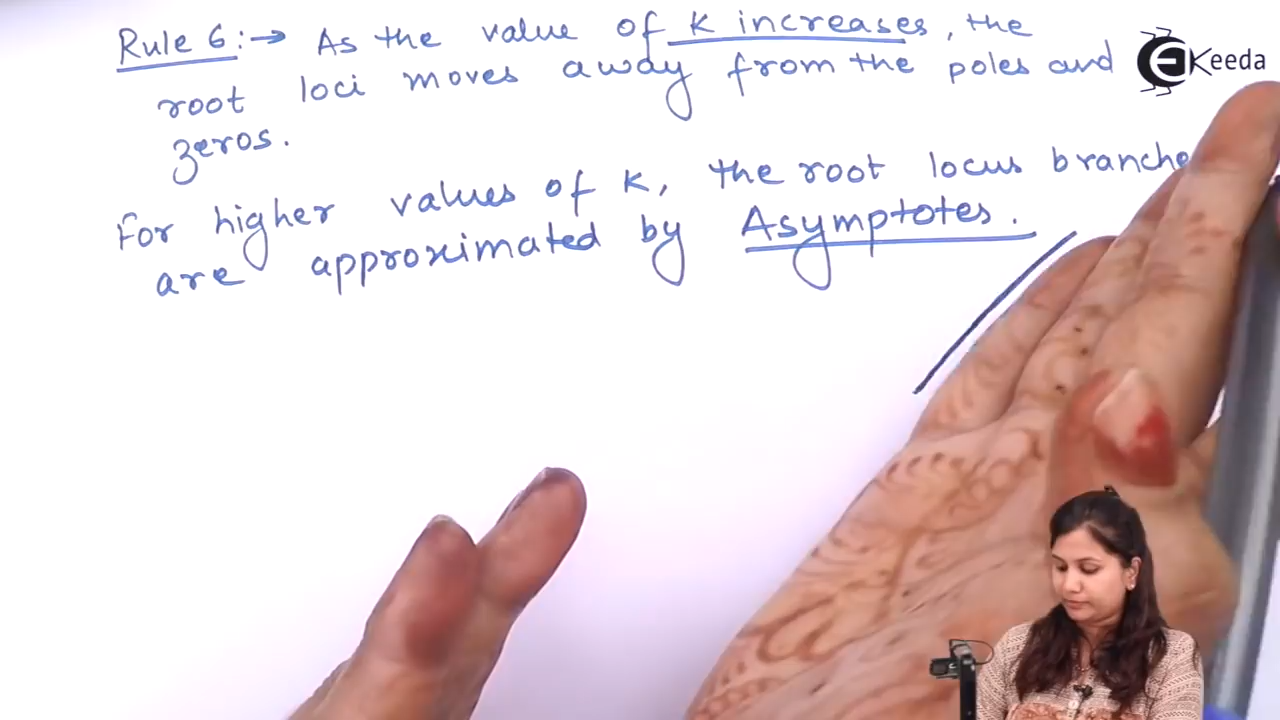 Rule 6:→ As the value of K increases, the
root loci moves away from the poles and
zeros.
For higher values of K, the root locus branche
are approximated by Asymptotes.
EKeeda